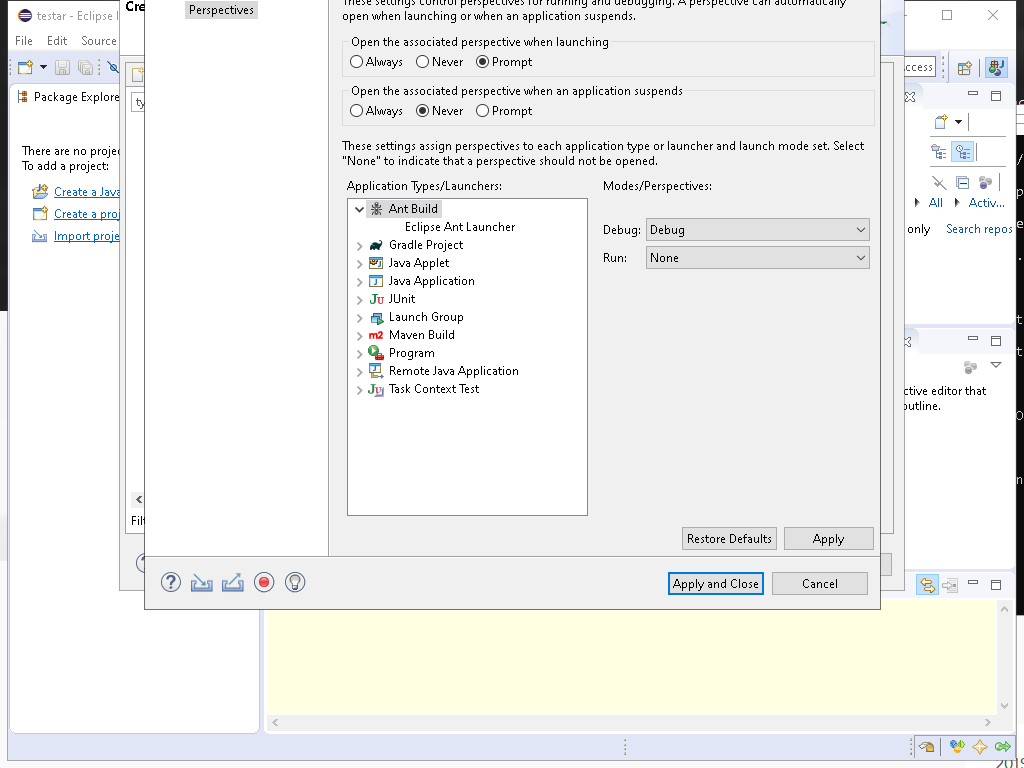 testar - Eclipse I
Cre
Perspectives
These settings control perspectives for running and debugging. A perspective can automatically
open when launching or when an application suspends.
File Edit Source
Open the associated perspective when launching
Always Never Prompt
ccess
Package Explore
Open the associated perspective when an application suspends
ty
Always Never Prompt
There are no projec
To add a project:
These settings assign perspectives to each application type or launcher and launch mode set. Select
"None" to indicate that a perspective should not be opened.
Create a Java
Create a proj
Import proje
Application Types/Launchers:
Modes/Perspectives:
Ant Build
Eclipse Ant Launcher
Gradle Project
Java Applet
Java Application
JUnit
Launch Group
Maven Build
Program
Remote Java Application
Task Context Test
Debug: Debug
Run: None
All Activ...
only Search repos
ctive editor that
outline.
Filt
Restore Defaults Apply
Apply and Close Cancel
2019